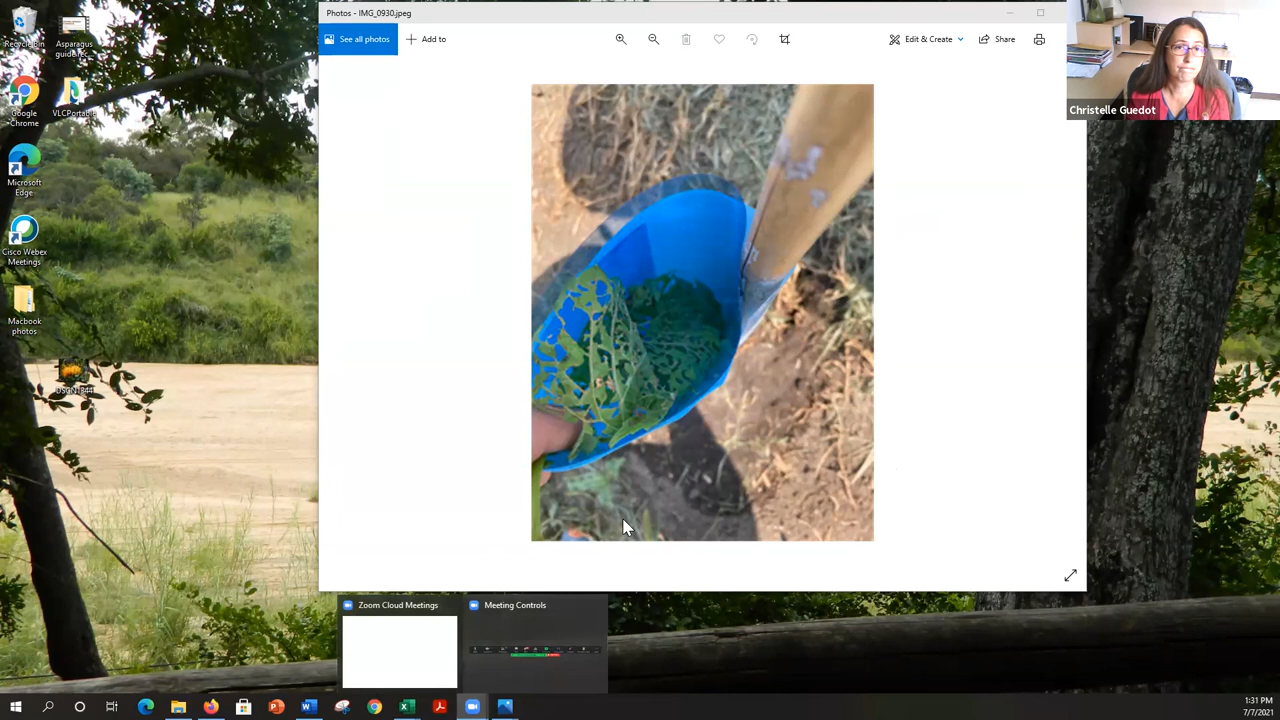 Photos - IMG_0930.jpeg
See all photos
Add to
Edit & Create
Share
Christelle Guedot
Recycle Bin
Asparagus
guide...
Google
Chrome
VLCPortable
Microsoft
Edge
Cisco Webex
Meetings
Macbook
photos
Zoom Cloud Meetings
Meeting Controls
1:31 PM
7/7/2021